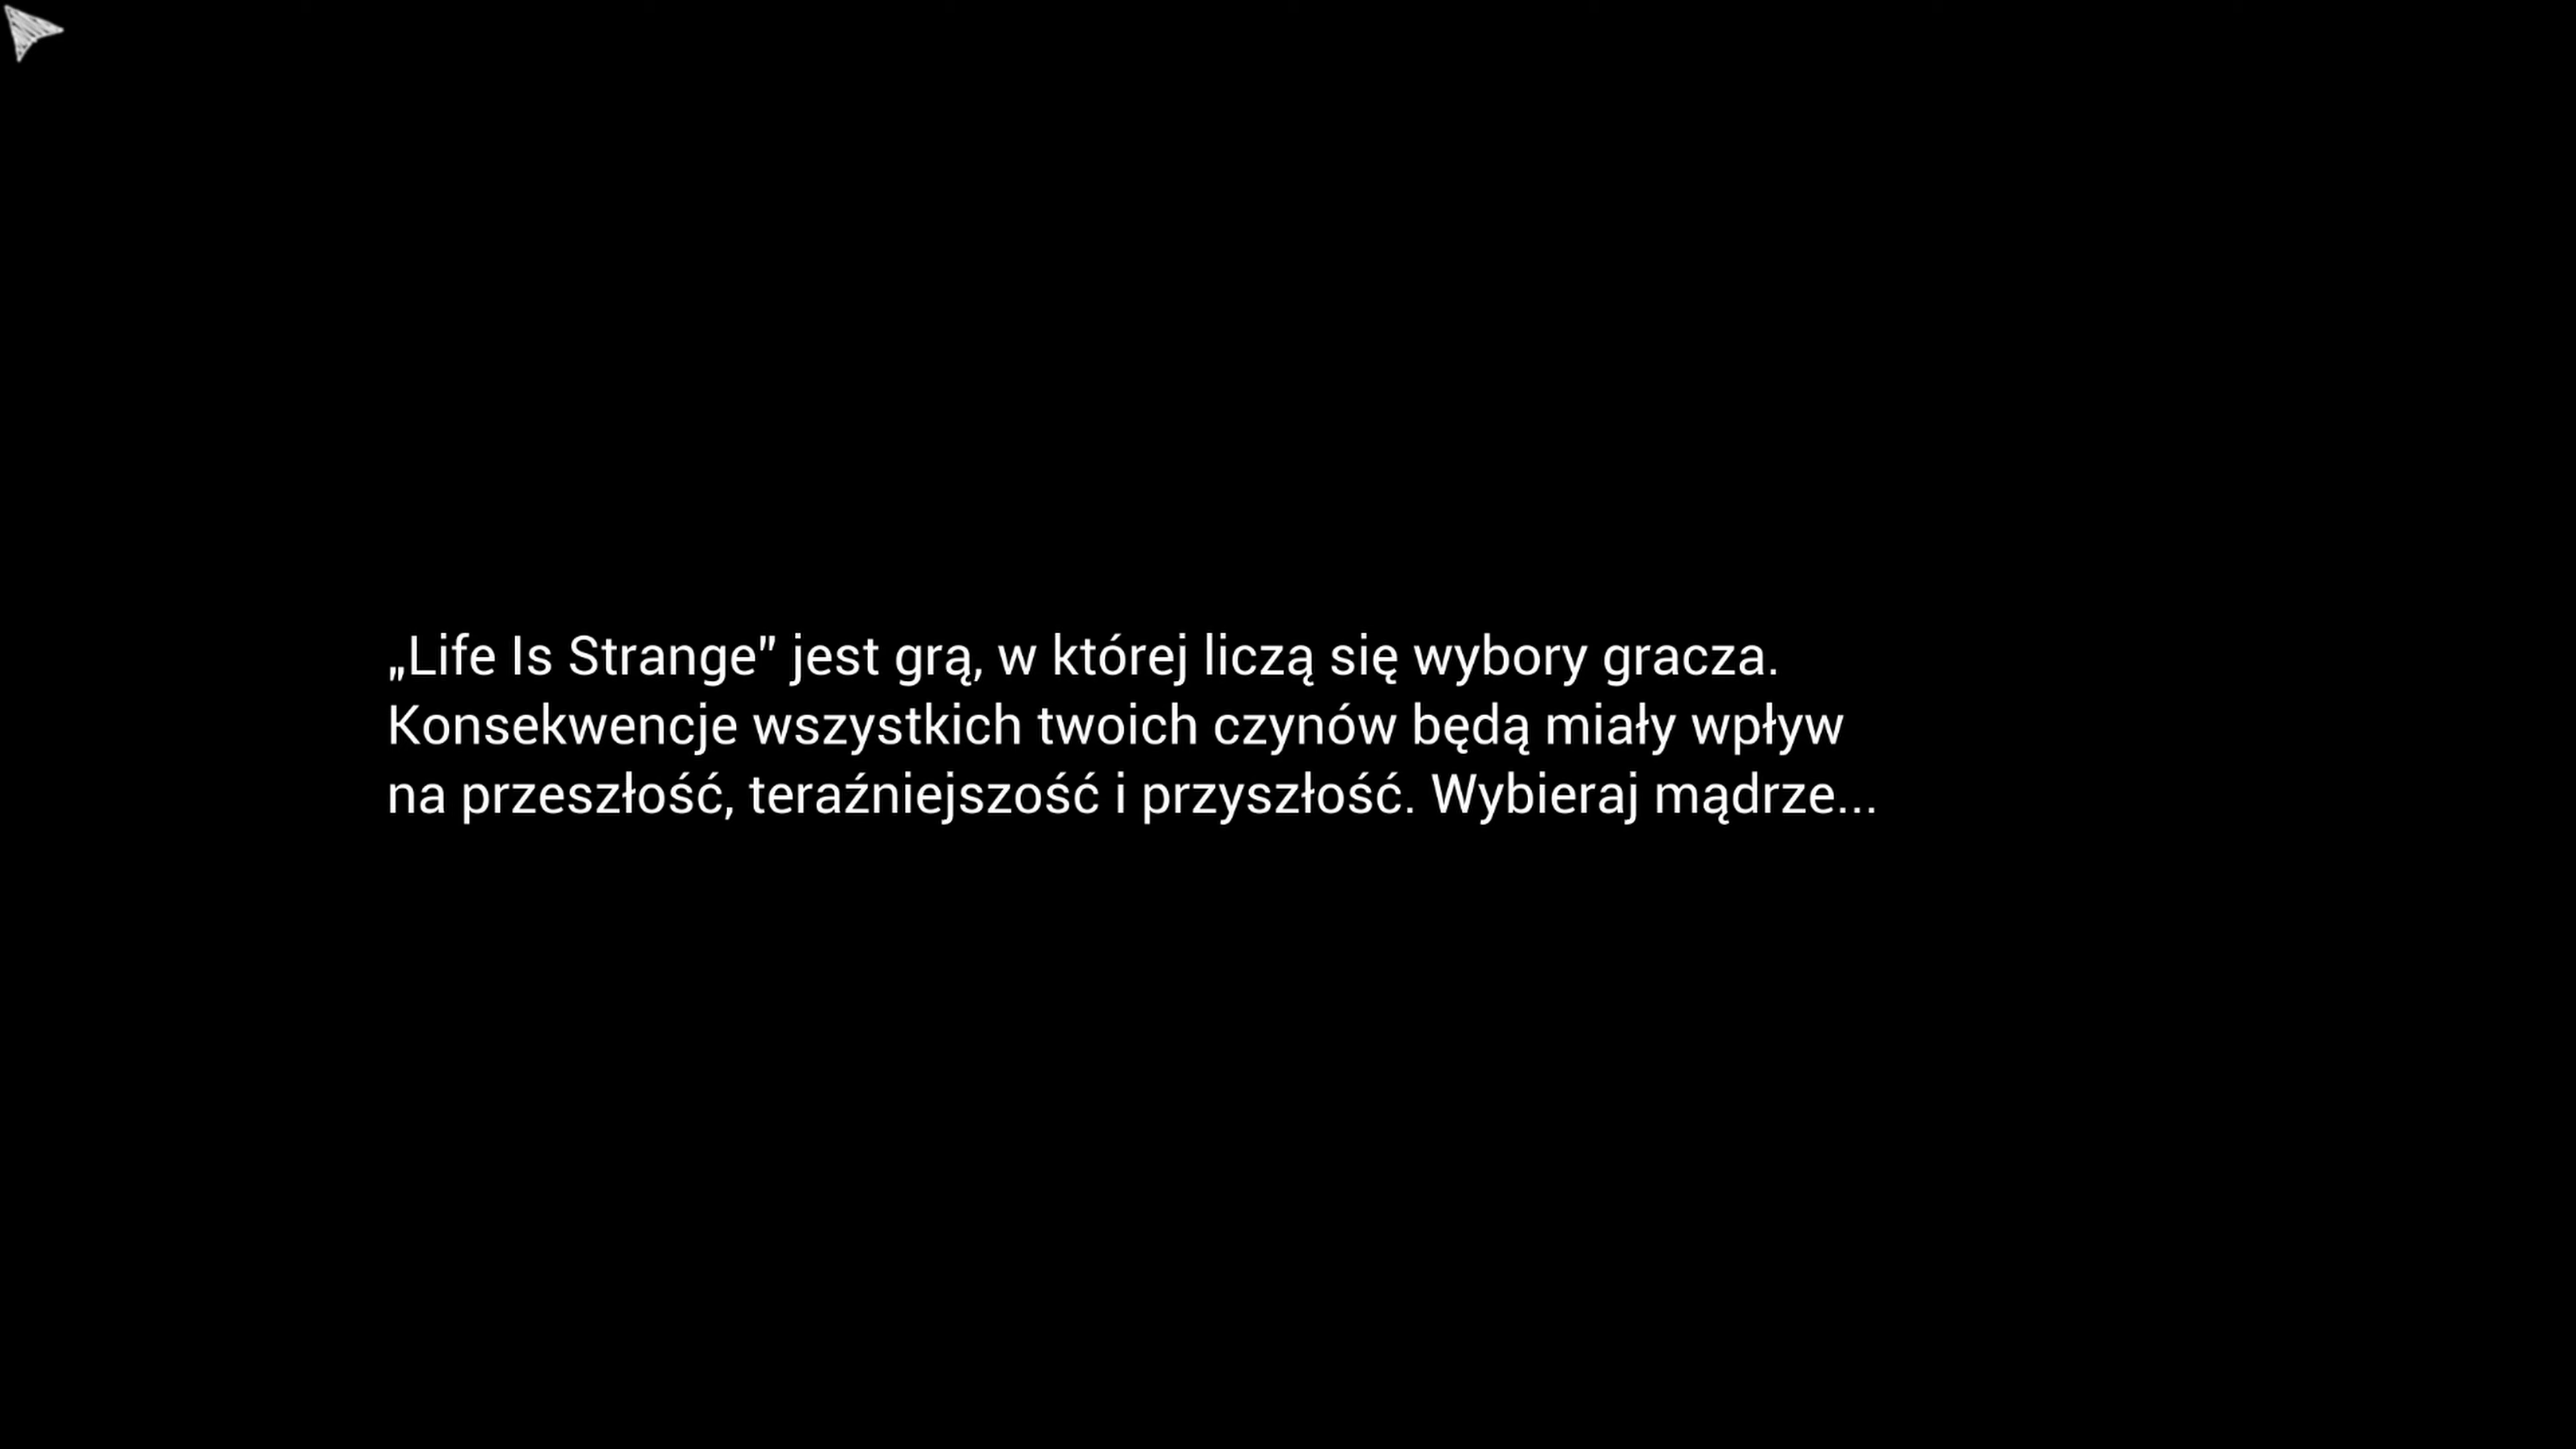 „Life Is Strange” jest grą, w której liczą się wybory gracza.
Konsekwencje wszystkich twoich czynów będą miały wpływ
na przeszłość, teraźniejszość i przyszłość. Wybieraj mądrze...